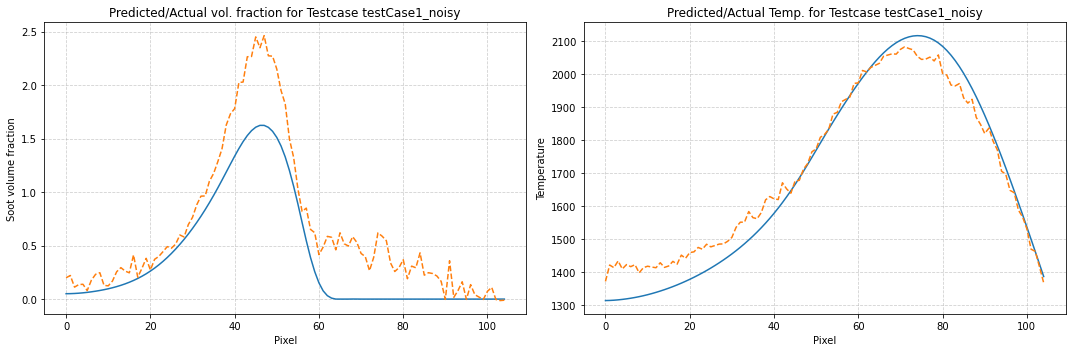 Predicted/Actual vol. fraction for Testcase testCase1_noisy
2.5
2.0
1.5
1.0
0.5
0.0
Soot volume fraction
0 20 40 60 80 100
Pixel
Predicted/Actual Temp. for Testcase testCase1_noisy
2100
2000
1900
1800
1700
1600
1500
1400
1300
Temperature
0 20 40 60 80 100
Pixel